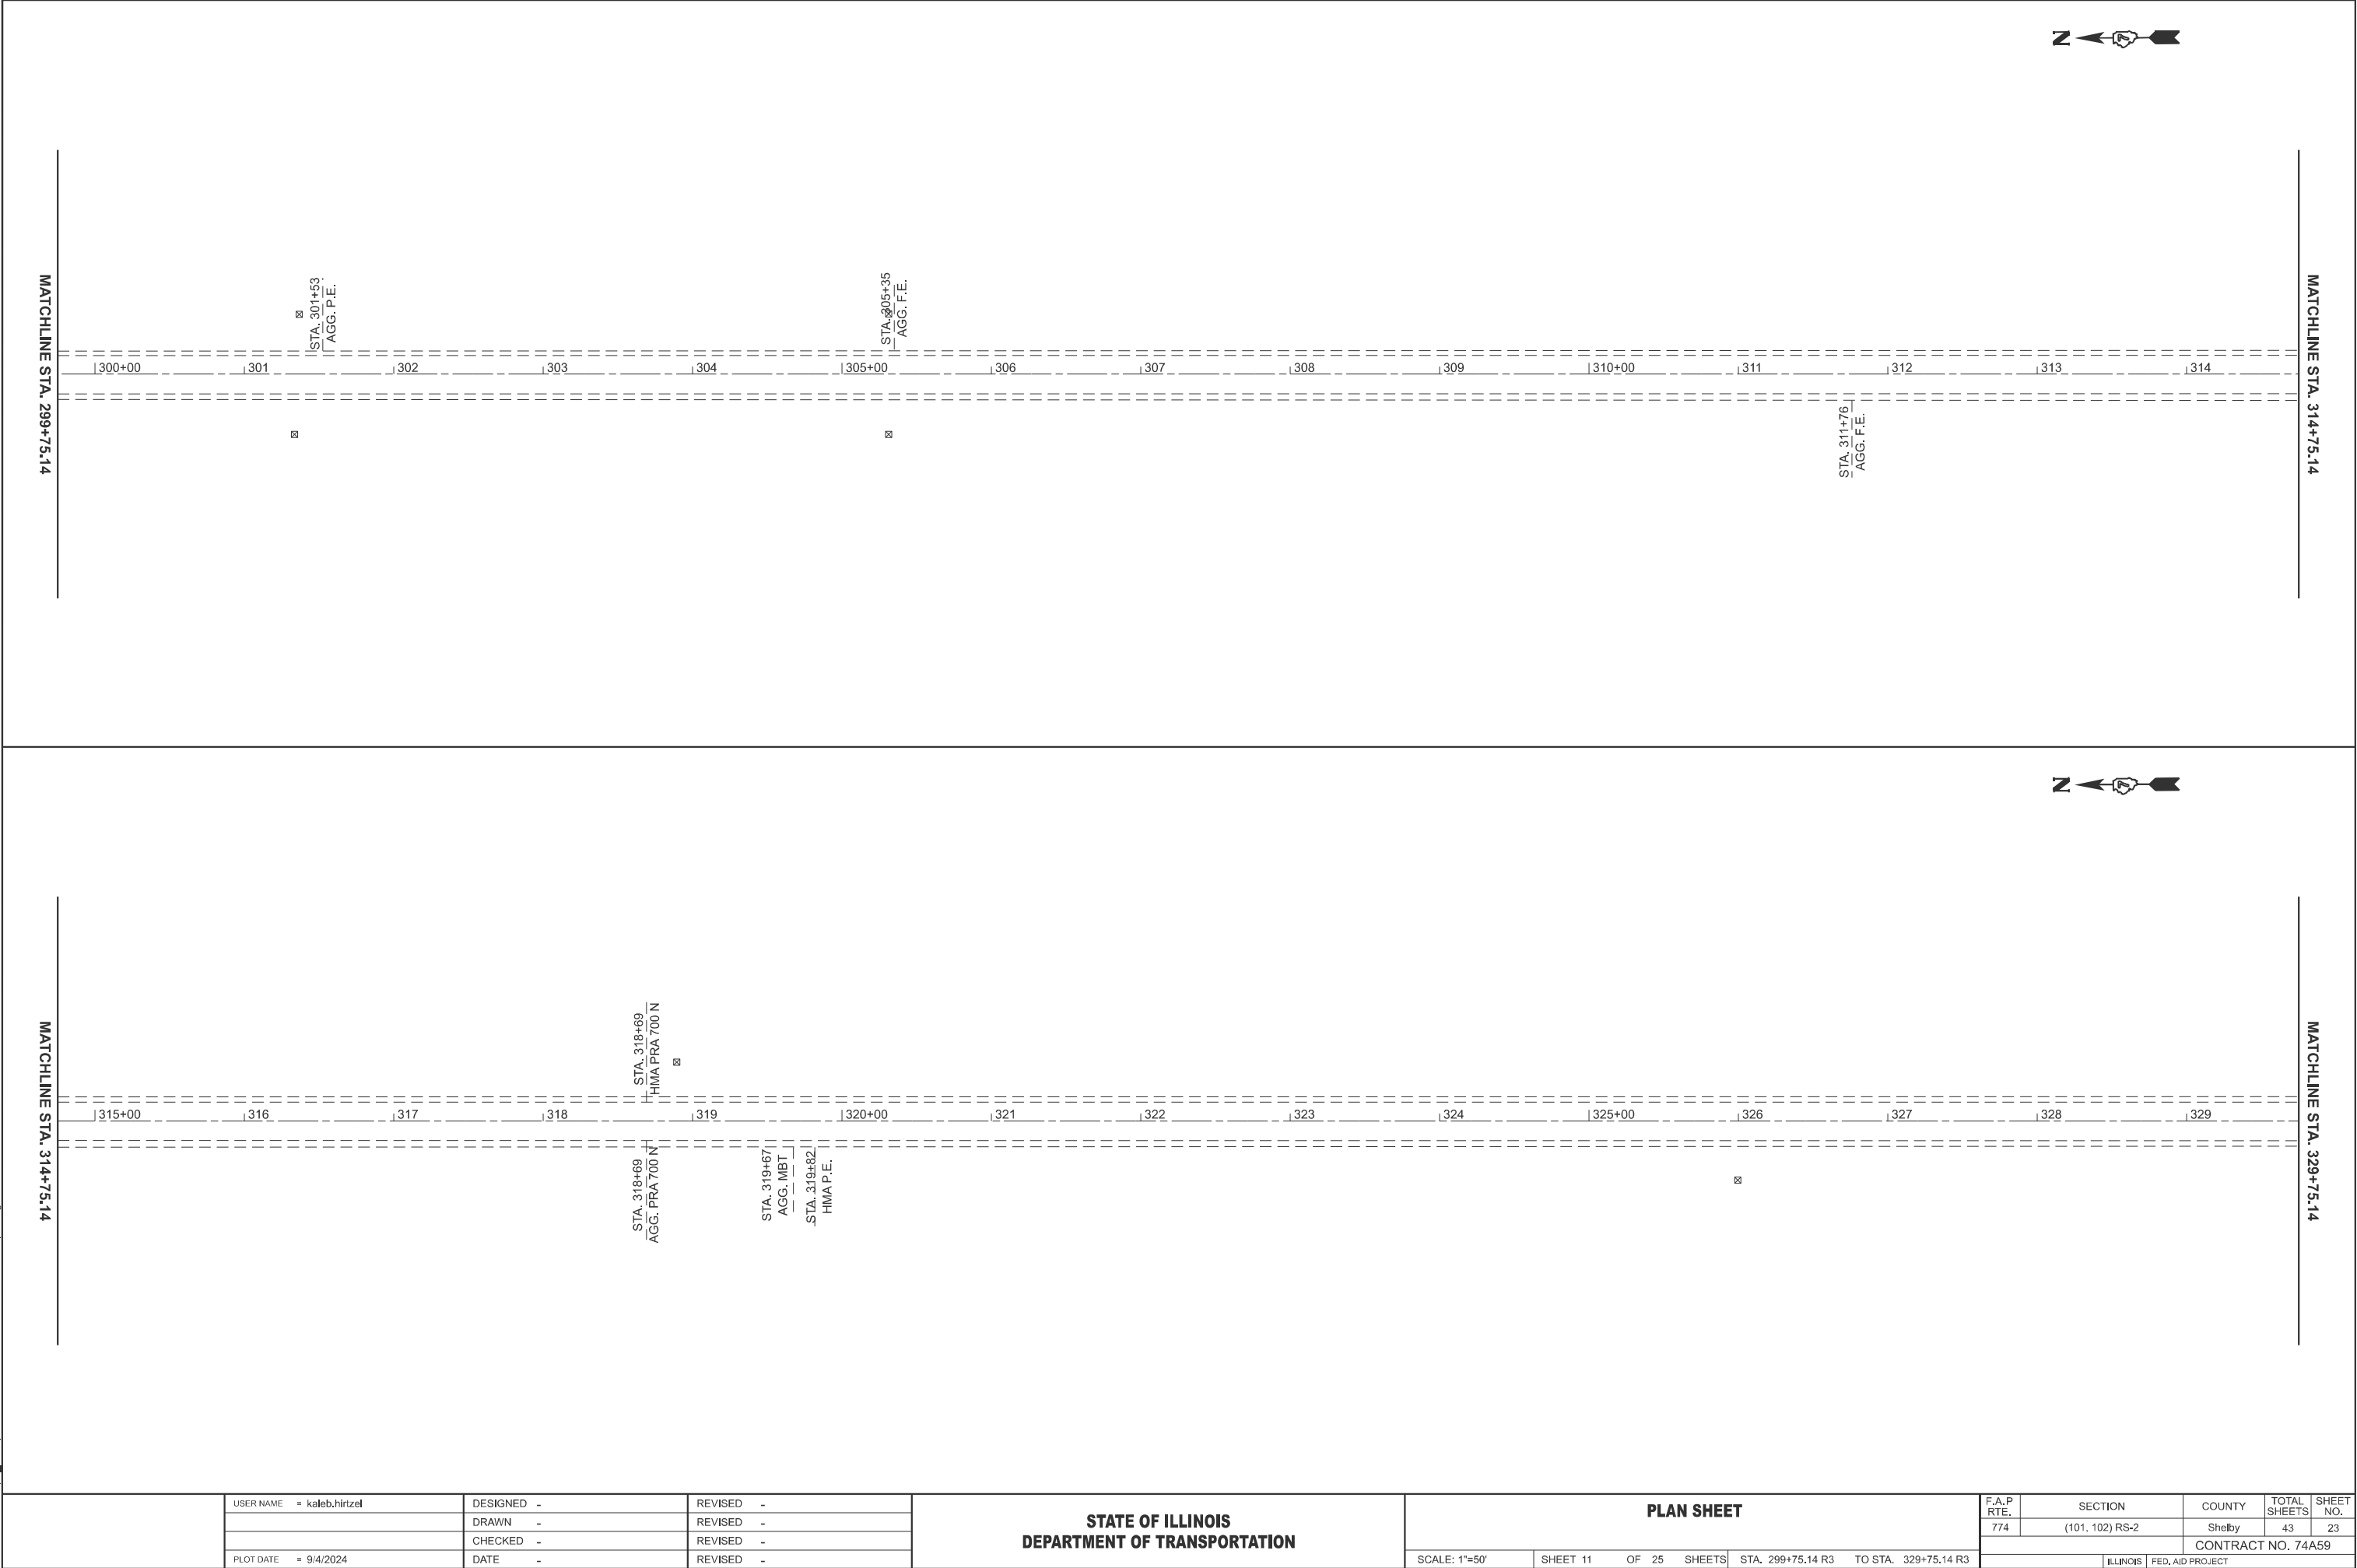 N
MATCHLINE STA. 299+75.14
STA. 301+53
AGG. P.E.
STA. 305+35
AGG. F.E.
300+00 301 302 303 304 305+00 306 307 308 309 310+00 311 312 313 314
STA. 311+76
AGG. F.E.
MATCHLINE STA. 314+75.14
N
MATCHLINE STA. 314+75.14
STA. 318+69
HMA PRA 700 N
315+00 316 317 318 319 320+00 321 322 323 324 325+00 326 327 328 329
STA. 318+69
AGG. PRA 700 N
STA. 319+67
AGG. MBT
STA. 319+82
HMA P.E.
MATCHLINE STA. 329+75.14
USER NAME = kaleb.hirtzel
PLOT DATE = 9/4/2024
DESIGNED -
DRAWN -
CHECKED -
DATE -
REVISED -
REVISED -
REVISED -
REVISED -
STATE OF ILLINOIS
DEPARTMENT OF TRANSPORTATION
PLAN SHEET
SCALE: 1"=50' SHEET 11 OF 25 SHEETS STA. 299+75.14 R3 TO STA. 329+75.14 R3
F.A.P
RTE.
SECTION
COUNTY
TOTAL
SHEETS
SHEET
NO.
774 (101, 102) RS-2 Shelby 43 23
CONTRACT NO. 74A59
ILLINOIS FED. AID PROJECT